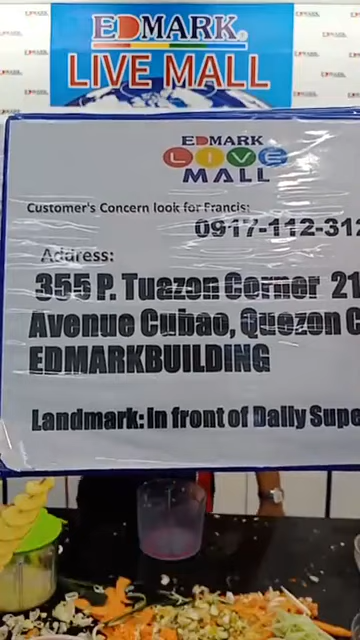 EDMARK
LIVE MALL
EDMARK
LIVE
MALL
Customer's Concern look for Francis:
0917-112-312
Address:
355 P. Tuazon Corner 21
Avenue Cubao, Quezon C
EDMARKBUILDING
Landmark: In front of Daily Supe